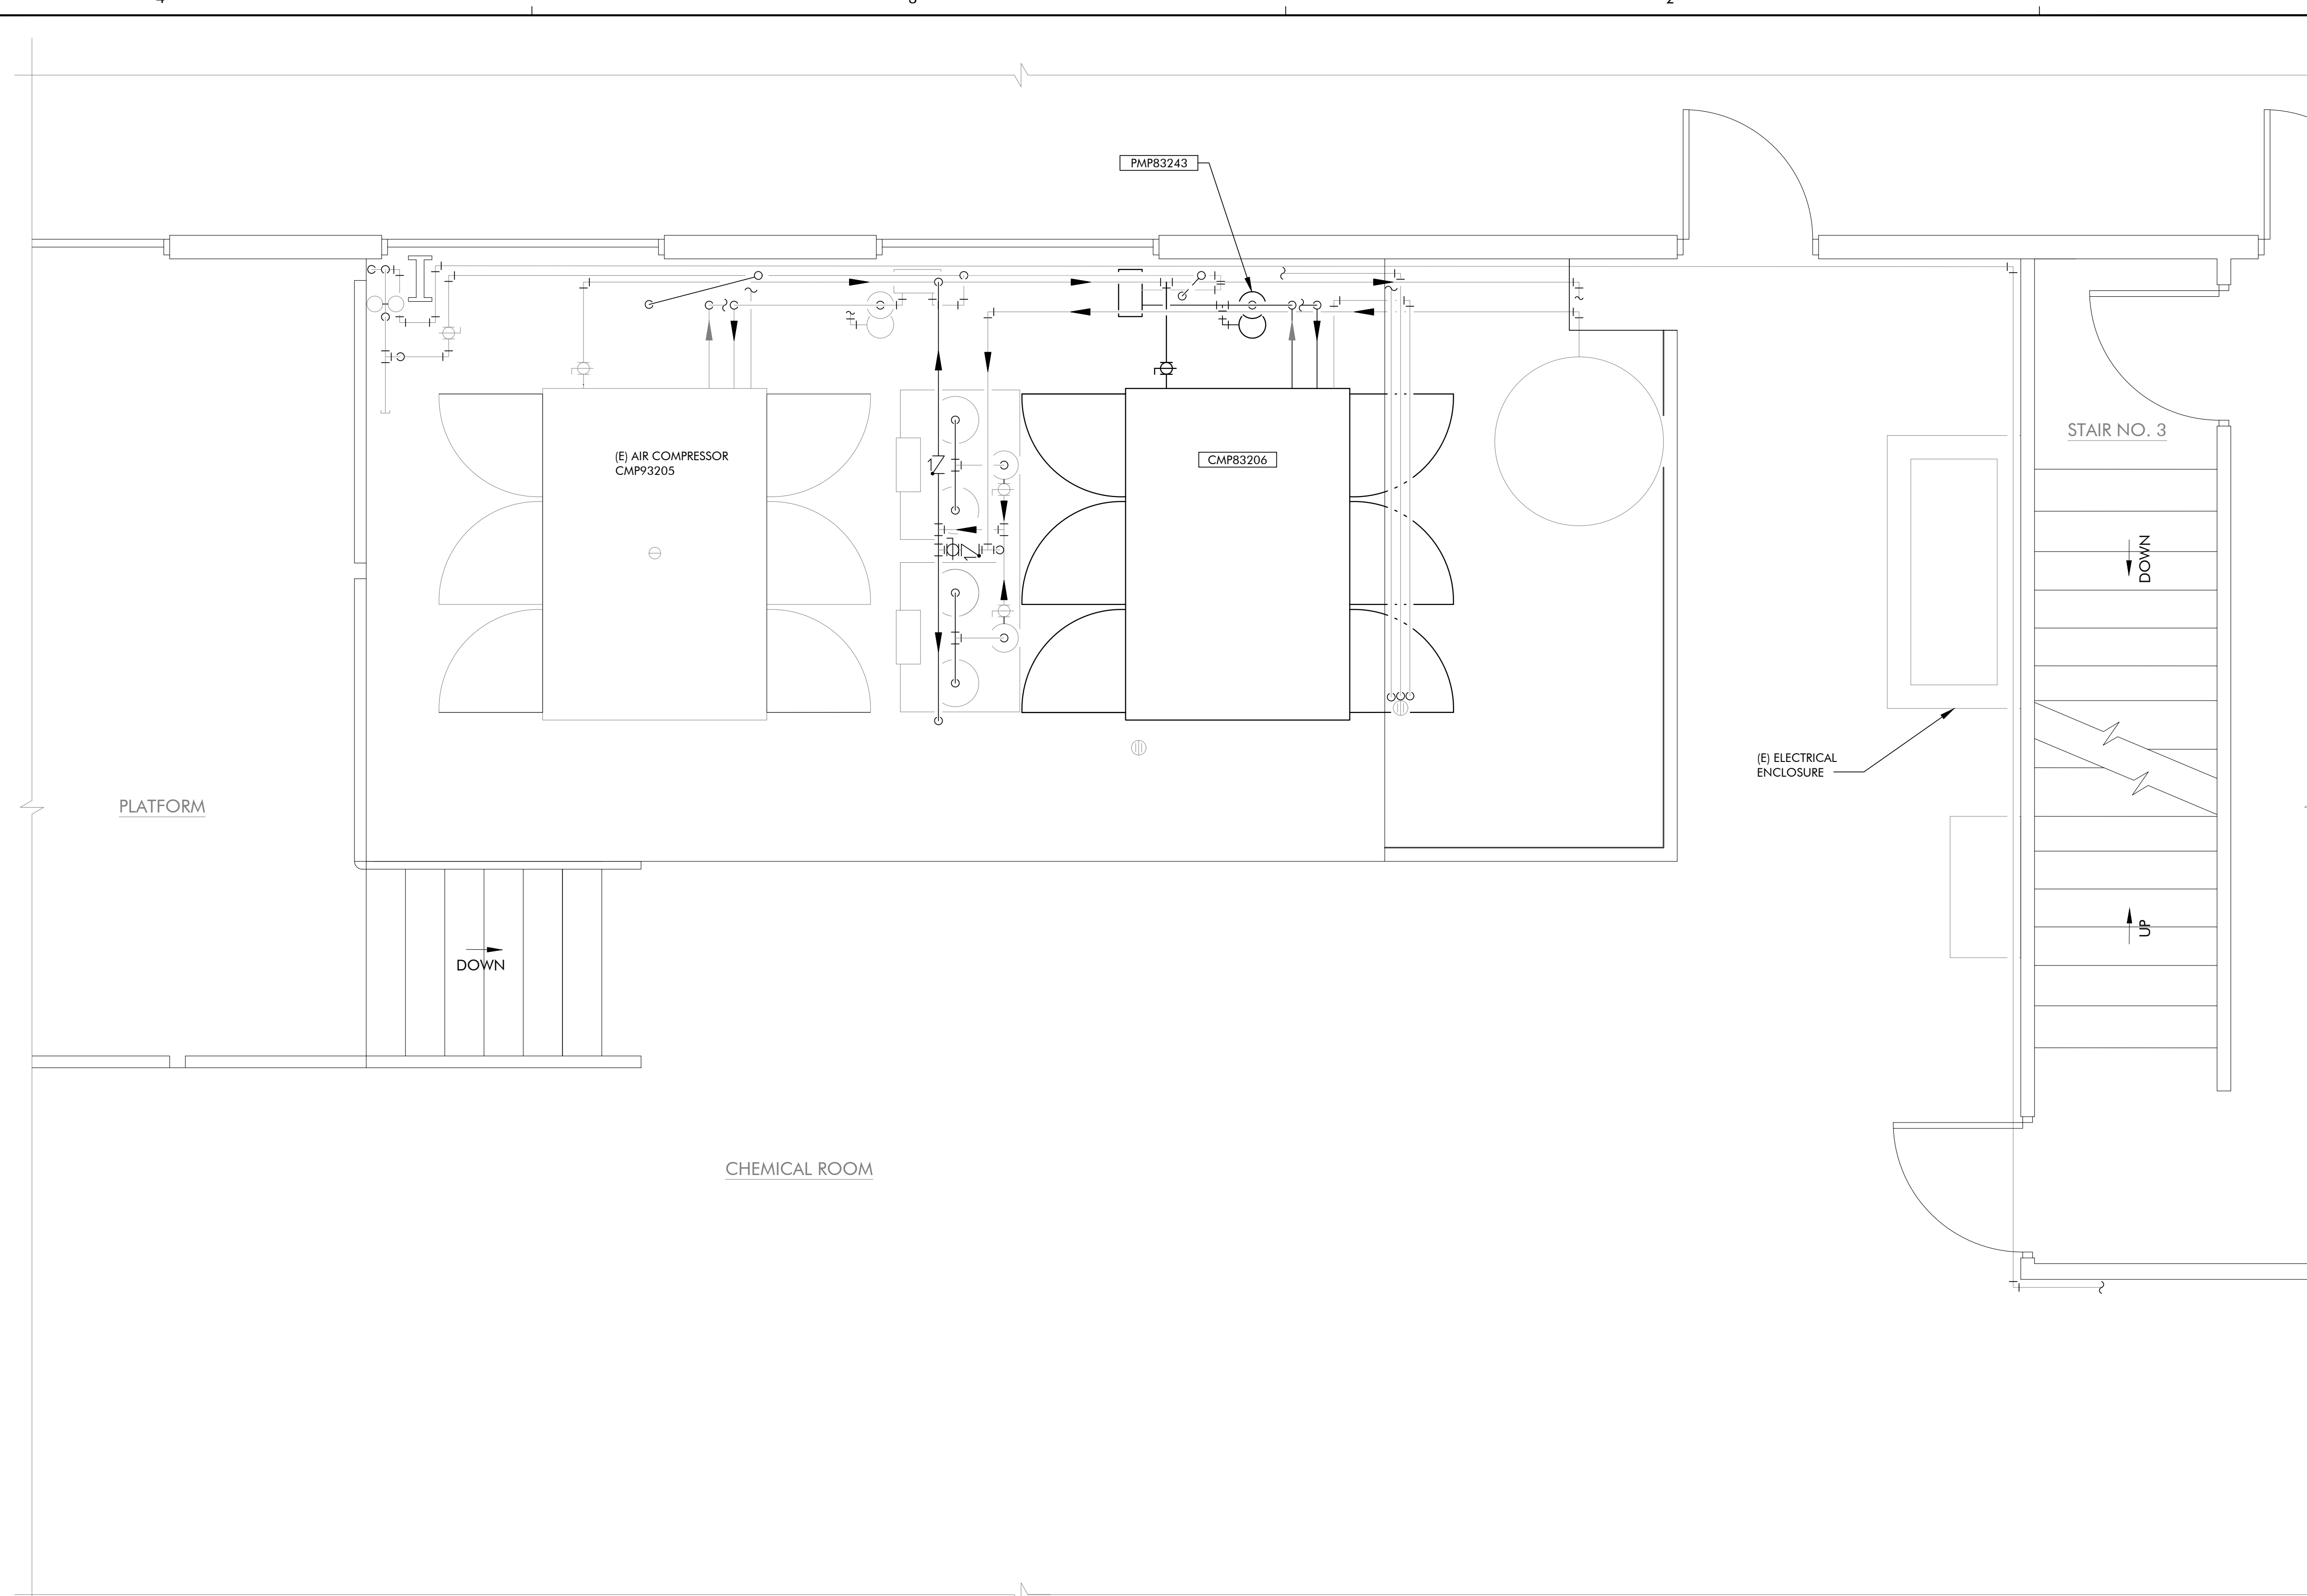 PMP83243
(E) AIR COMPRESSOR
CMP93205
CMP83206
STAIR NO. 3
DOWN
(E) ELECTRICAL
ENCLOSURE
PLATFORM
UP
DOWN
CHEMICAL ROOM